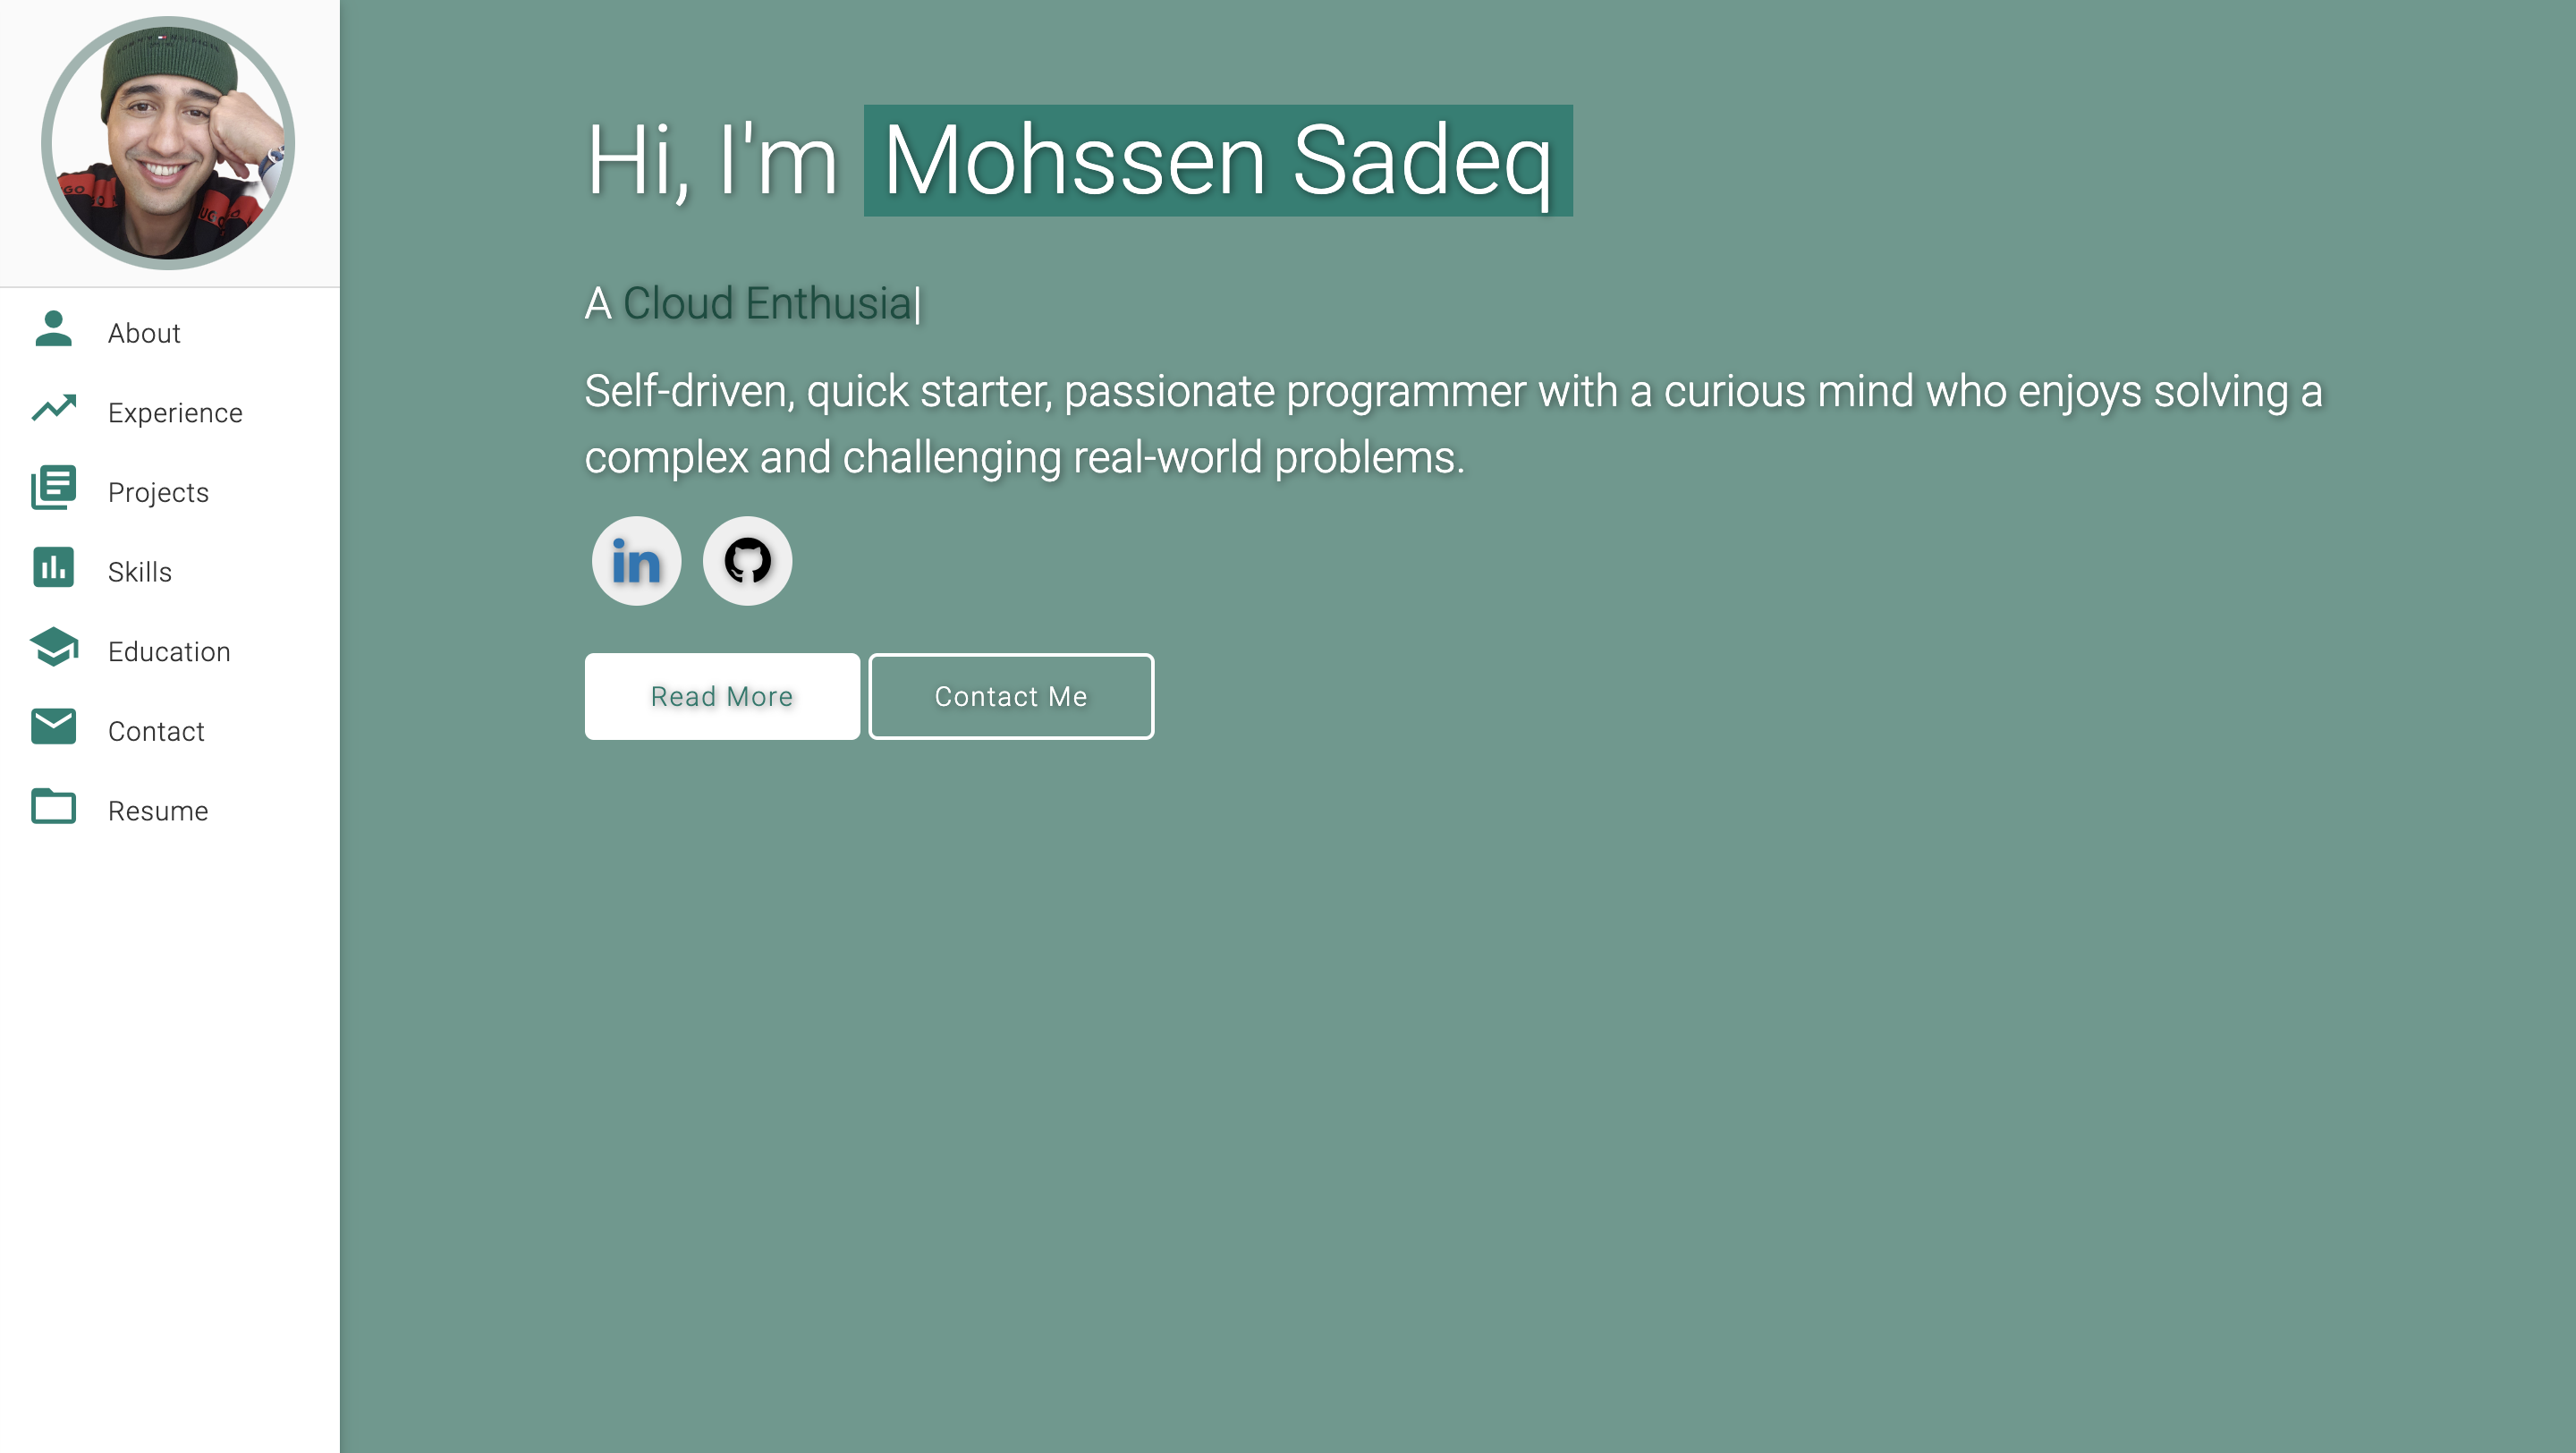 About
Experience
Projects
Skills
Education
Contact
Resume
Hi, I'm Mohssen Sadeq
A Cloud Enthusia|
Self-driven, quick starter, passionate programmer with a curious mind who enjoys solving a
complex and challenging real-world problems.
in
Read More
Contact Me